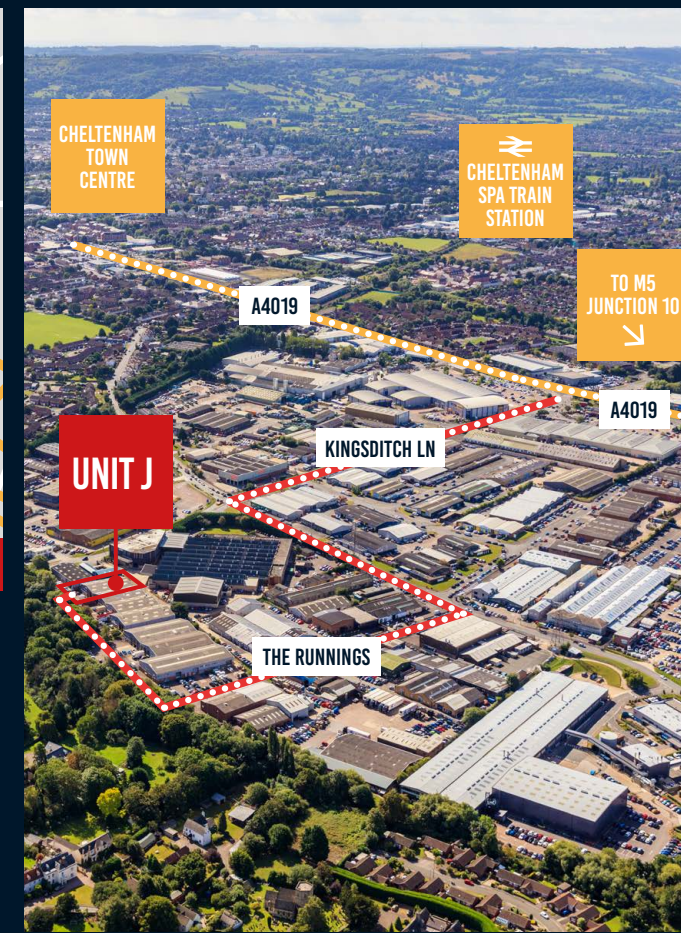 CHELTENHAM
TOWN
CENTRE
CHELTENHAM
SPA TRAIN
STATION
TO M5
JUNCTION 10
A4019
A4019
KINGSDITCH LN
UNIT J
THE RUNNINGS